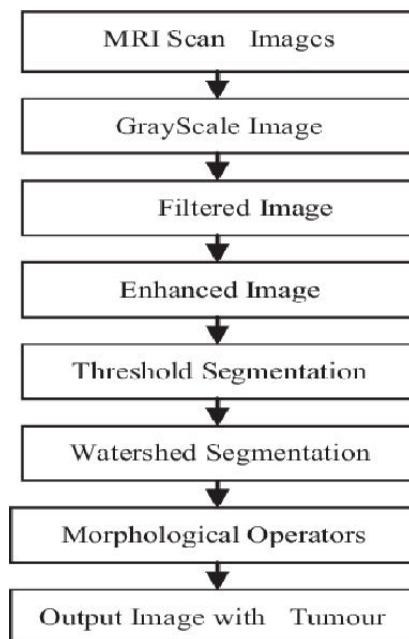 MRI Scan Images
GrayScale Image
Filtered Image
Enhanced Image
Threshold Segmentation
Watershed Segmentation
Morphological Operators
Output Image with Tumour